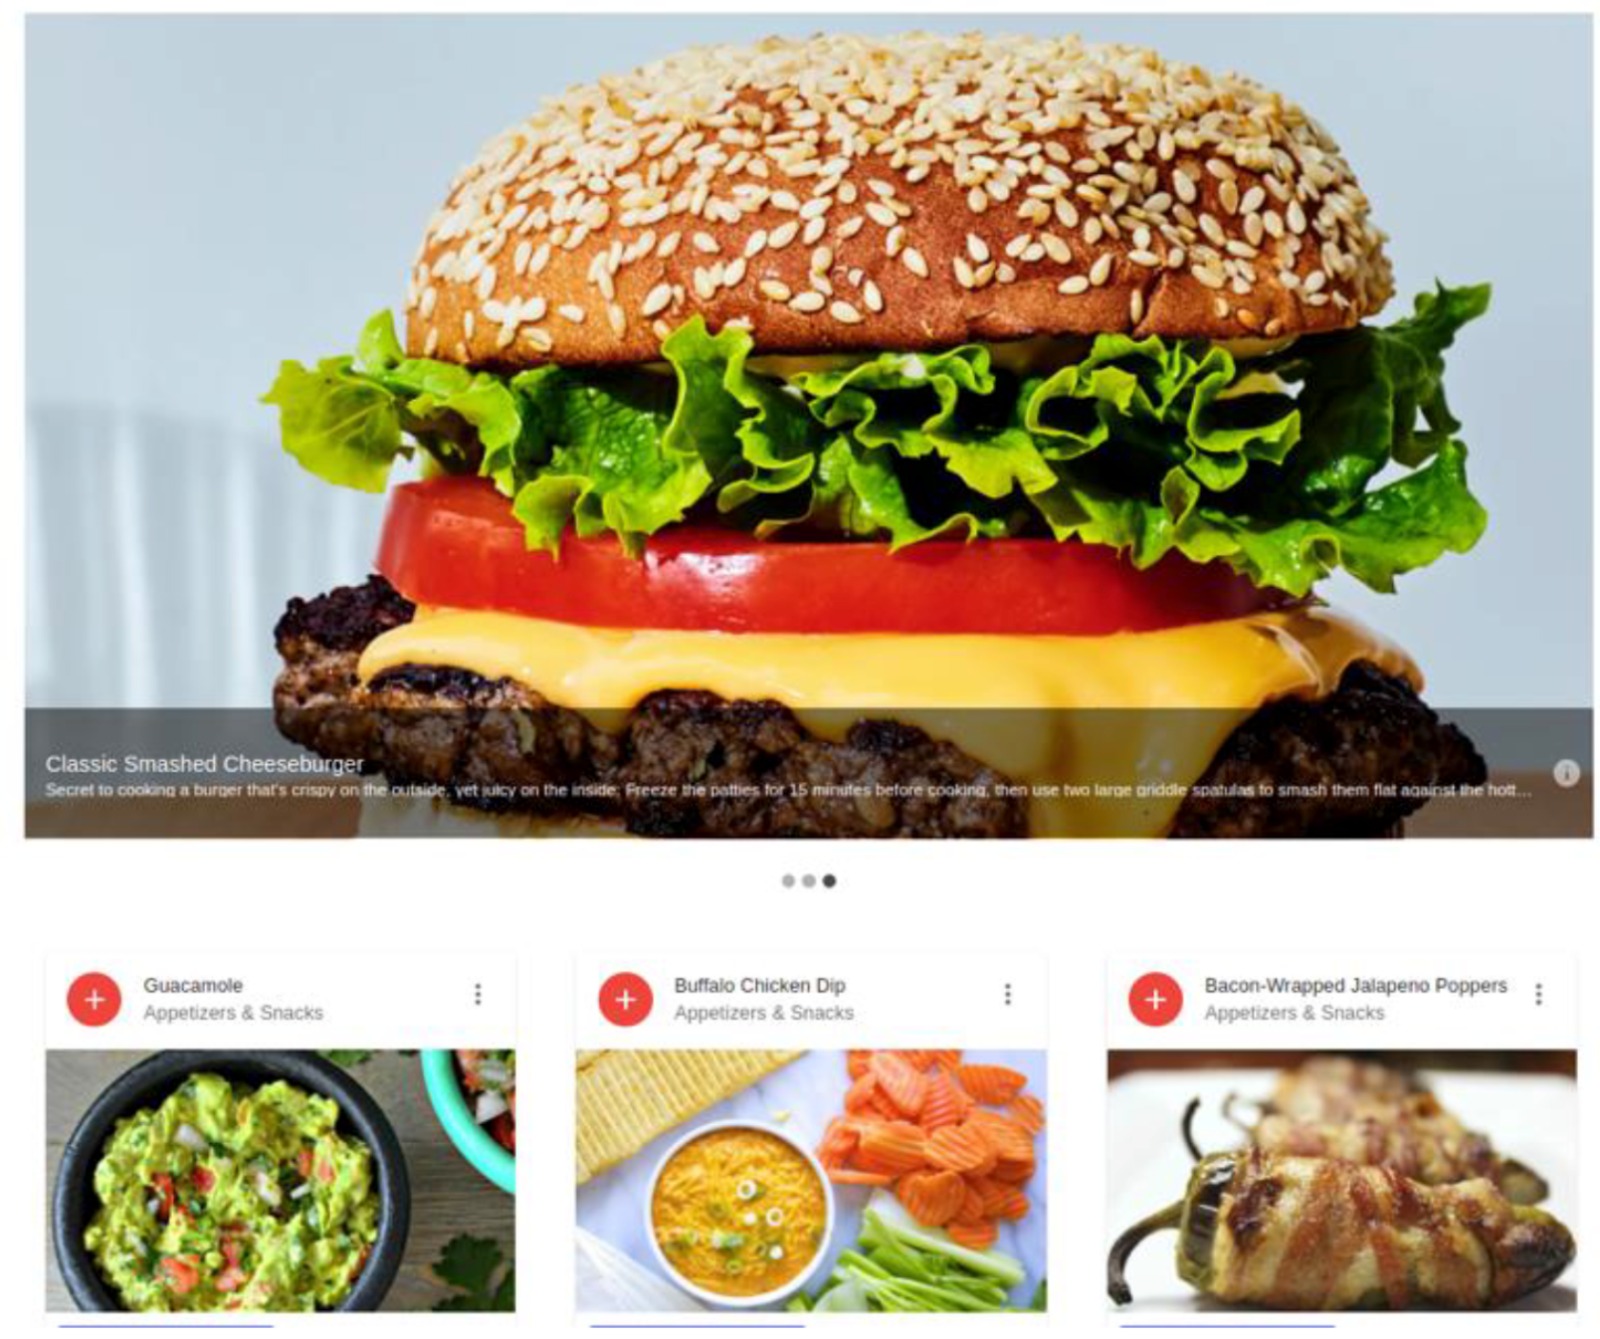 Classic Smashed Cheeseburger
Secret to cooking a burger that's crispy on the outside, yet juicy on the inside: Freeze the patties for 15 minutes before cooking, then use two large griddle spatulas to smash them flat against the hott...
Guacamole
Appetizers & Snacks
Buffalo Chicken Dip
Appetizers & Snacks
Bacon-Wrapped Jalapeno Poppers
Appetizers & Snacks